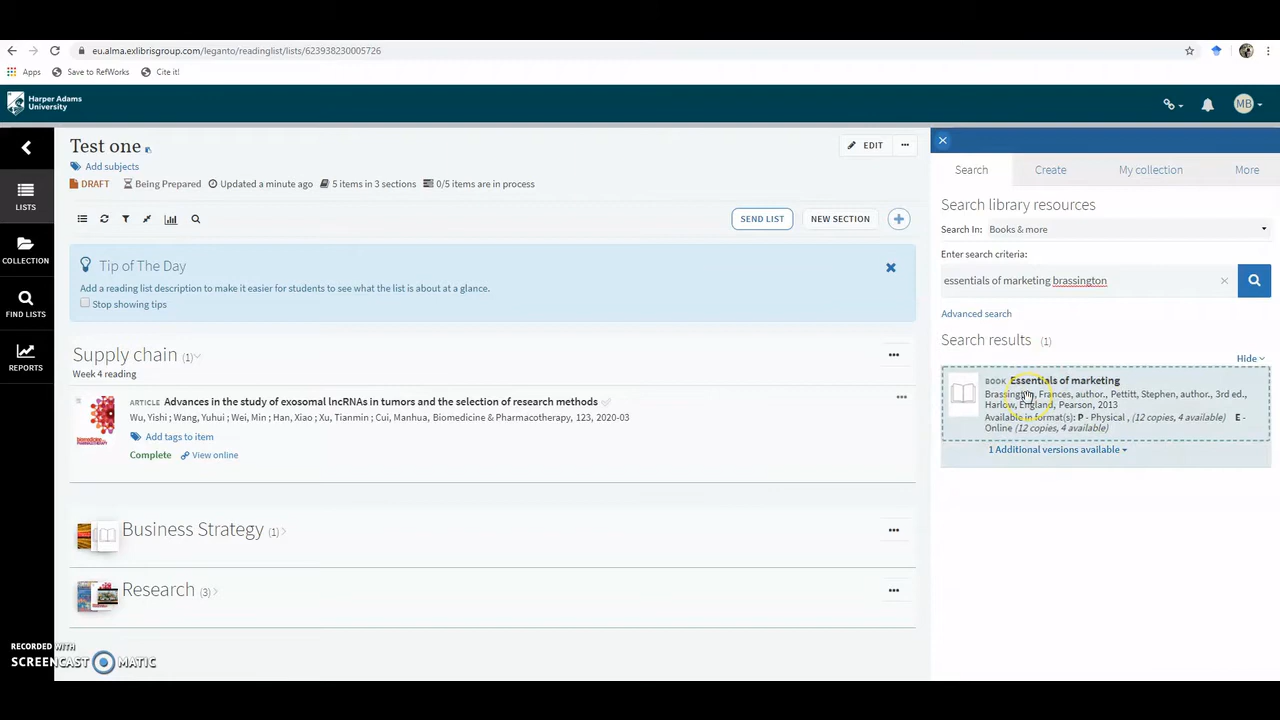 eu.alma.exlibrisgroup.com/leganto/readinglist/lists/623938230005726
Apps Save to RefWorks Cite it!
Harper Adams
University
MB
LISTS
COLLECTION
FIND LISTS
REPORTS
Test one
EDIT
Add subjects
DRAFT Being Prepared Updated a minute ago 5 items in 3 sections 0/5 items are in process
SEND LIST NEW SECTION
Tip of The Day
Add a reading list description to make it easier for students to see what the list is about at a glance.
Stop showing tips
Supply chain (1)
Week 4 reading
ARTICLE Advances in the study of exosomal lncRNAs in tumors and the selection of research methods
Wu, Yishi ; Wang, Yuhui ; Wei, Min ; Han, Xiao ; Xu, Tianmin ; Cui, Manhua, Biomedicine & Pharmacotherapy, 123, 2020-03
Add tags to item
Complete View online
Business Strategy (1)
Research (3)
Search Create My collection More
Search library resources
Search In: Books & more
Enter search criteria:
essentials of marketing brassington
Advanced search
Search results (1)
Hide
BOOK Essentials of marketing
Brassington, Frances, author., Pettitt, Stephen, author., 3rd ed.,
Harlow, England, Pearson, 2013
Available in format(s): P - Physical , (12 copies, 4 available) E -
Online (12 copies, 4 available)
1 Additional versions available
RECORDED WITH
SCREENCAST MATIC